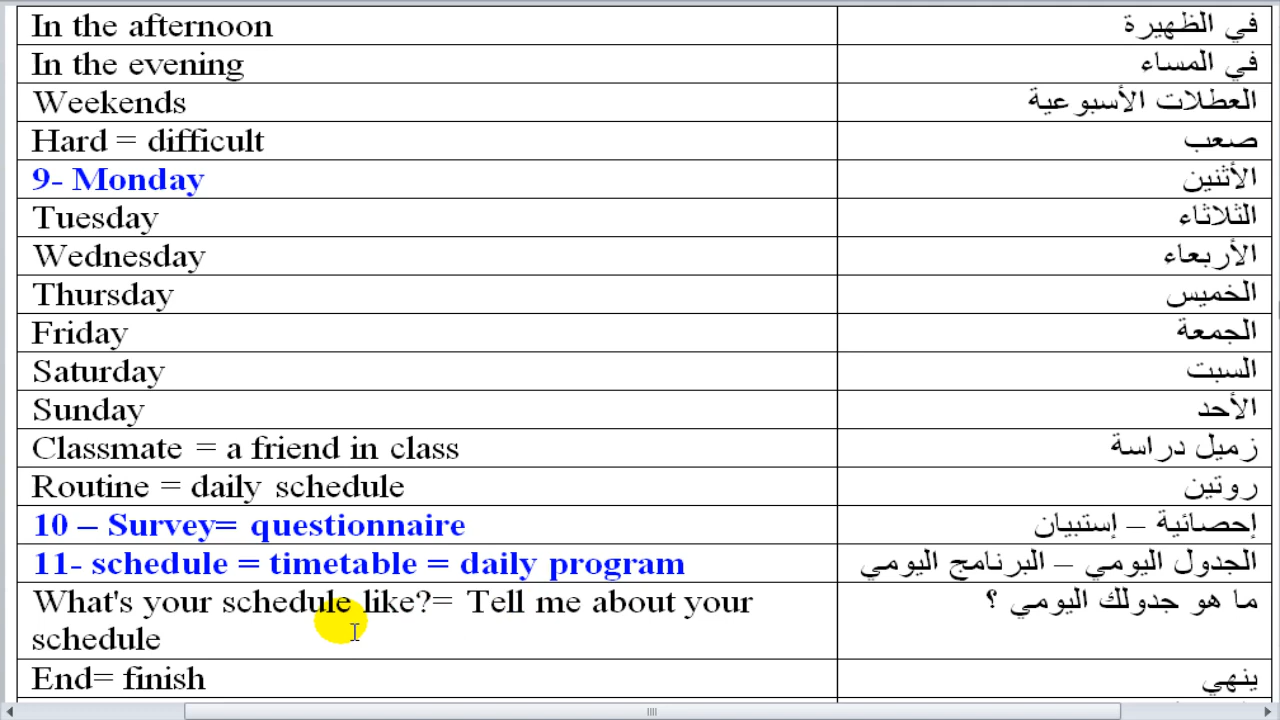 In the afternoon في الظهيرة
In the evening في المساء
Weekends العطلات الأسبوعية
Hard = difficult صعب
9- Monday الأثنين
Tuesday الثلاثاء
Wednesday الأربعاء
Thursday الخميس
Friday الجمعة
Saturday السبت
Sunday الأحد
Classmate = a friend in class زميل دراسة
Routine = daily schedule روتين
10 – Survey= questionnaire إحصائية – إستبيان
11- schedule = timetable = daily program الجدول اليومي – البرنامج اليومي
What's your schedule like?= Tell me about your ما هو جدولك اليومي ؟
schedule
End= finish ينهي